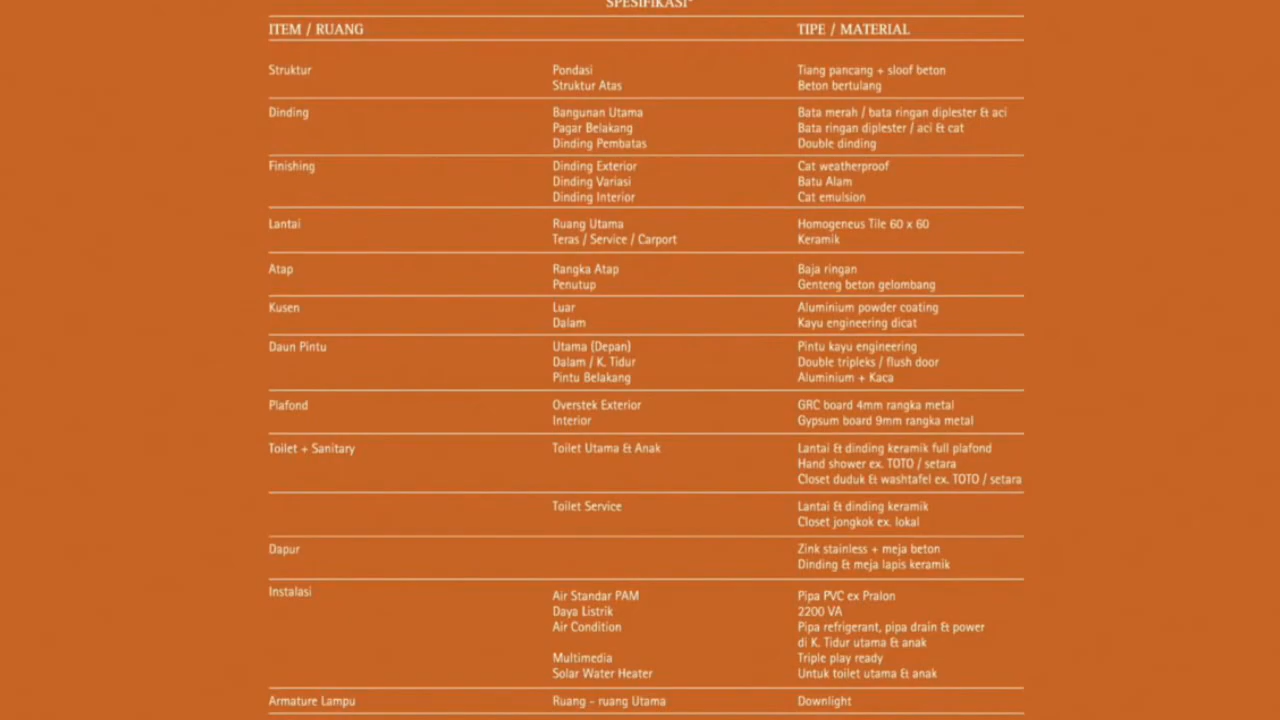 SPESIFIKASI*
ITEM / RUANG TIPE / MATERIAL
Struktur Pondasi Tiang pancang + sloof beton
Struktur Atas Beton bertulang
Dinding Bangunan Utama Bata merah / bata ringan diplester & aci
Pagar Belakang Bata ringan diplester / aci & cat
Dinding Pembatas Double dinding
Finishing Dinding Exterior Cat weatherproof
Dinding Variasi Batu Alam
Dinding Interior Cat emulsion
Lantai Ruang Utama Homogeneus Tile 60 x 60
Teras / Service / Carport Keramik
Atap Rangka Atap Baja ringan
Penutup Genteng beton gelombang
Kusen Luar Aluminium powder coating
Dalam Kayu engineering dicat
Daun Pintu Utama (Depan) Pintu kayu engineering
Dalam / K. Tidur Double tripleks / flush door
Pintu Belakang Aluminium + Kaca
Plafond Overstek Exterior GRC board 4mm rangka metal
Interior Gypsum board 9mm rangka metal
Toilet + Sanitary Toilet Utama & Anak Lantai & dinding keramik full plafond
Hand shower ex. TOTO / setara
Closet duduk & washtafel ex. TOTO / setara
Toilet Service Lantai & dinding keramik
Closet jongkok ex. lokal
Dapur Zink stainless + meja beton
Dinding & meja lapis keramik
Instalasi Air Standar PAM Pipa PVC ex Pralon
Daya Listrik 2200 VA
Air Condition Pipa refrigerant, pipa drain & power
di K. Tidur utama & anak
Multimedia Triple play ready
Solar Water Heater Untuk toilet utama & anak
Armature Lampu Ruang - ruang Utama Downlight